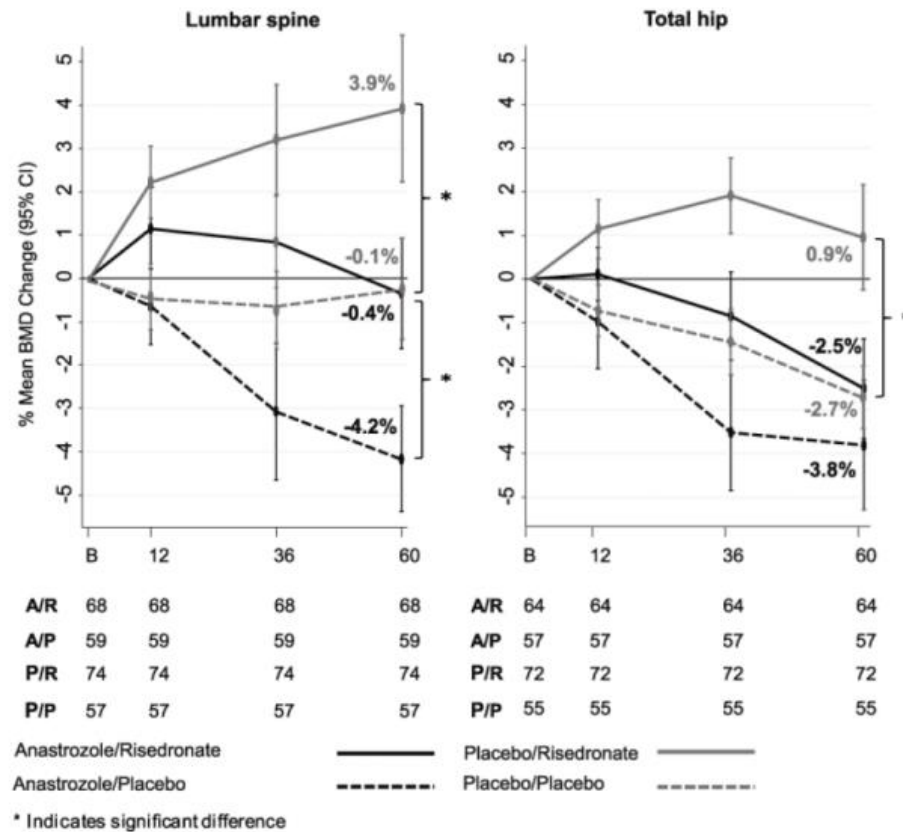 Lumbar spine
Total hip
% Mean BMD Change (95% CI)
5
4
3
2
1
0
-1
-2
-3
-4
-5
3.9%
-0.1%
-0.4%
-4.2%
*
*
B 12 36 60
5
4
3
2
1
0
-1
-2
-3
-4
-5
0.9%
-2.5%
-2.7%
-3.8%
B 12 36 60
A/R 68 68 68 68
A/P 59 59 59 59
P/R 74 74 74 74
P/P 57 57 57 57
A/R 64 64 64 64
A/P 57 57 57 57
P/R 72 72 72 72
P/P 55 55 55 55
Anastrozole/Risedronate
Placebo/Risedronate
Anastrozole/Placebo
Placebo/Placebo
* Indicates significant difference